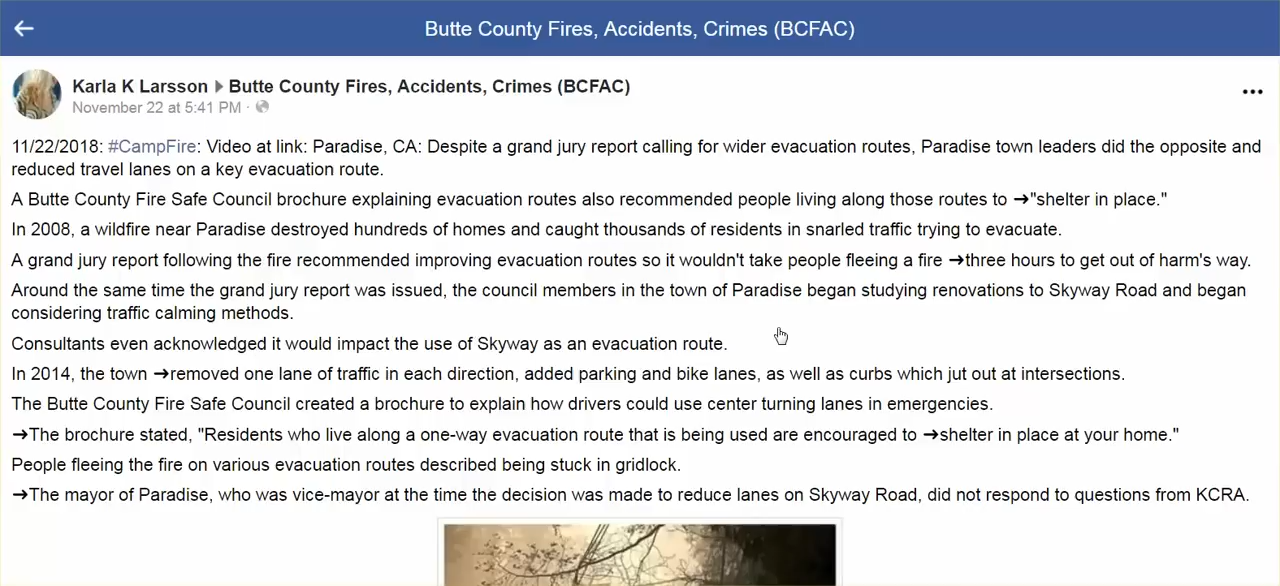 Butte County Fires, Accidents, Crimes (BCFAC)
Karla K Larsson ▶ Butte County Fires, Accidents, Crimes (BCFAC)
November 22 at 5:41 PM ·
11/22/2018: #CampFire: Video at link: Paradise, CA: Despite a grand jury report calling for wider evacuation routes, Paradise town leaders did the opposite and
reduced travel lanes on a key evacuation route.
A Butte County Fire Safe Council brochure explaining evacuation routes also recommended people living along those routes to →"shelter in place."
In 2008, a wildfire near Paradise destroyed hundreds of homes and caught thousands of residents in snarled traffic trying to evacuate.
A grand jury report following the fire recommended improving evacuation routes so it wouldn't take people fleeing a fire →three hours to get out of harm's way.
Around the same time the grand jury report was issued, the council members in the town of Paradise began studying renovations to Skyway Road and began
considering traffic calming methods.
Consultants even acknowledged it would impact the use of Skyway as an evacuation route.
In 2014, the town →removed one lane of traffic in each direction, added parking and bike lanes, as well as curbs which jut out at intersections.
The Butte County Fire Safe Council created a brochure to explain how drivers could use center turning lanes in emergencies.
→The brochure stated, "Residents who live along a one-way evacuation route that is being used are encouraged to →shelter in place at your home."
People fleeing the fire on various evacuation routes described being stuck in gridlock.
→The mayor of Paradise, who was vice-mayor at the time the decision was made to reduce lanes on Skyway Road, did not respond to questions from KCRA.